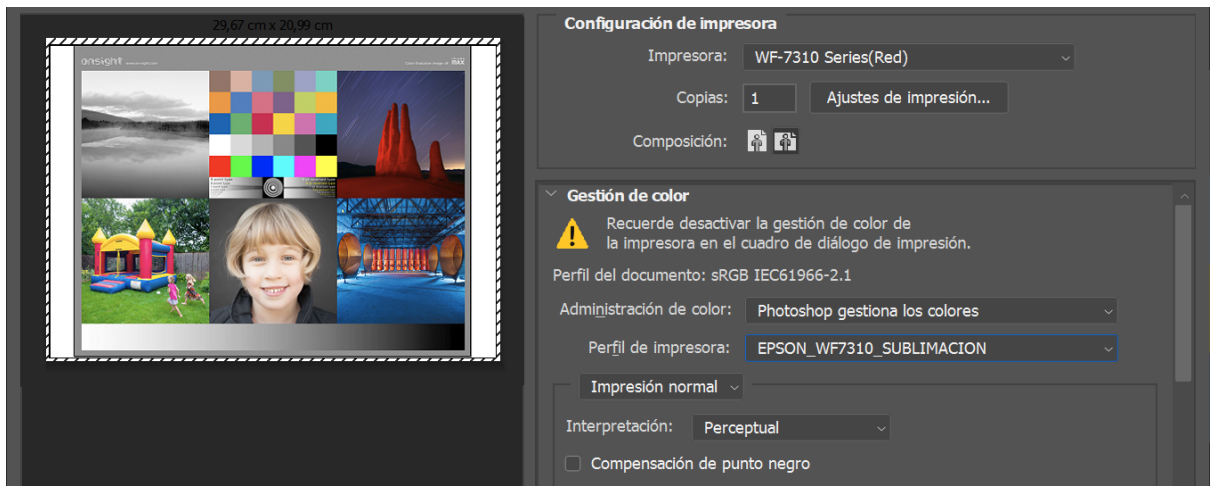 29,67 cm x 20,99 cm
onsight
Configuración de impresora
Impresora: WF-7310 Series(Red)
Copias: 1 Ajustes de impresión...
Composición:
Gestión de color
Recuerde desactivar la gestión de color de
la impresora en el cuadro de diálogo de impresión.
Perfil del documento: sRGB IEC61966-2.1
Administración de color: Photoshop gestiona los colores
Perfil de impresora: EPSON_WF7310_SUBLIMACION
Impresión normal
Interpretación: Perceptual
Compensación de punto negro